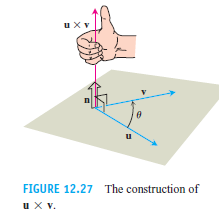 u × v
v
n
θ
u
FIGURE 12.27 The construction of
u × v.